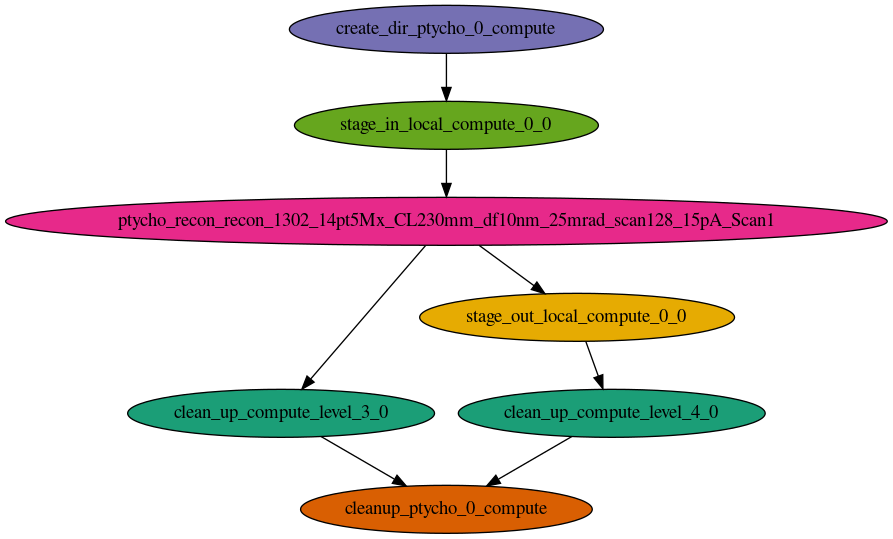 create_dir_ptycho_0_compute
stage_in_local_compute_0_0
ptycho_recon_recon_1302_14pt5Mx_CL230mm_df10nm_25mrad_scan128_15pA_Scan1
stage_out_local_compute_0_0
clean_up_compute_level_3_0
clean_up_compute_level_4_0
cleanup_ptycho_0_compute